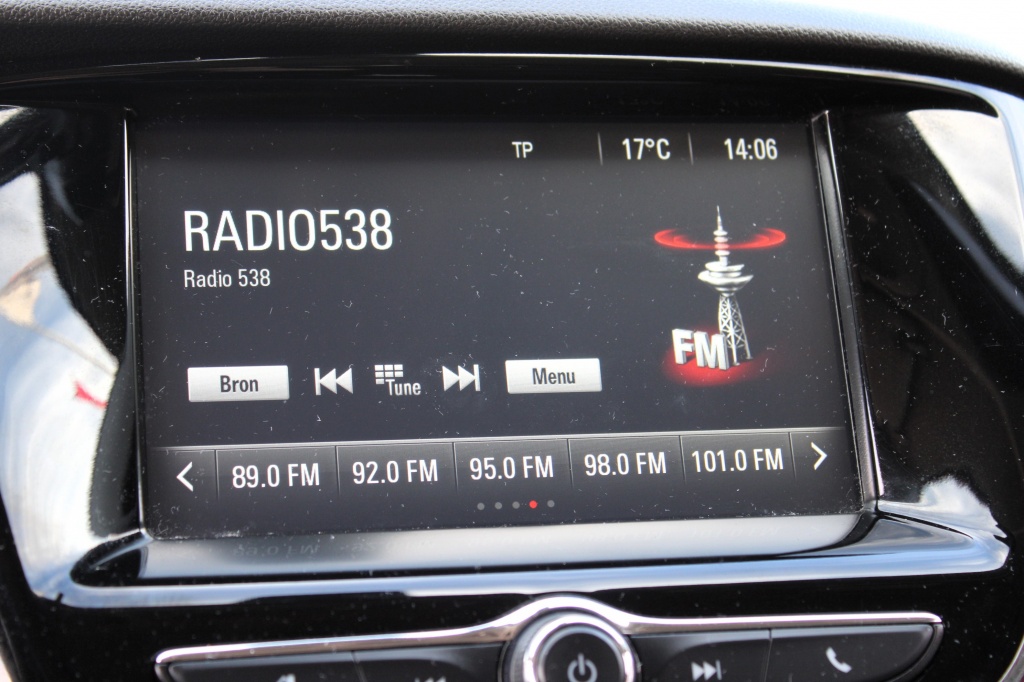 TP 17°C 14:06
RADIO538
Radio 538
FM
Bron Tune Menu
89.0 FM 92.0 FM 95.0 FM 98.0 FM 101.0 FM